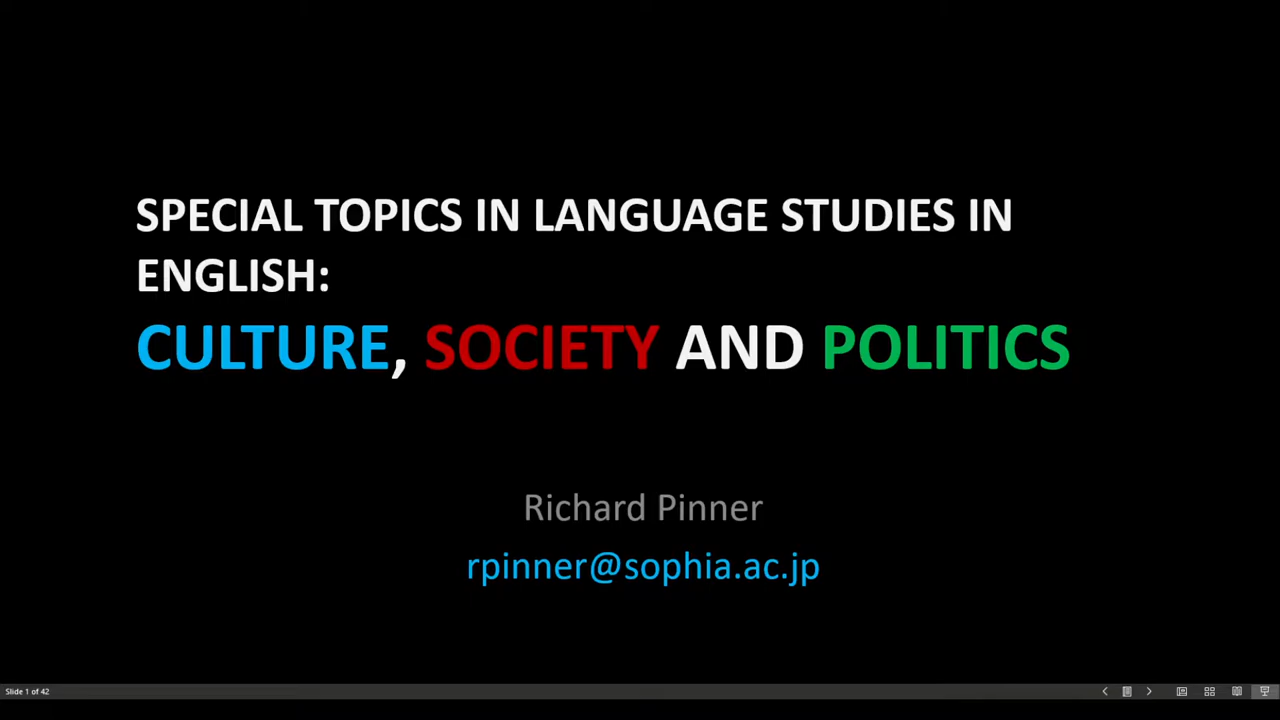 SPECIAL TOPICS IN LANGUAGE STUDIES IN
ENGLISH:
CULTURE, SOCIETY AND POLITICS
Richard Pinner
rpinner@sophia.ac.jp
Slide 1 of 42